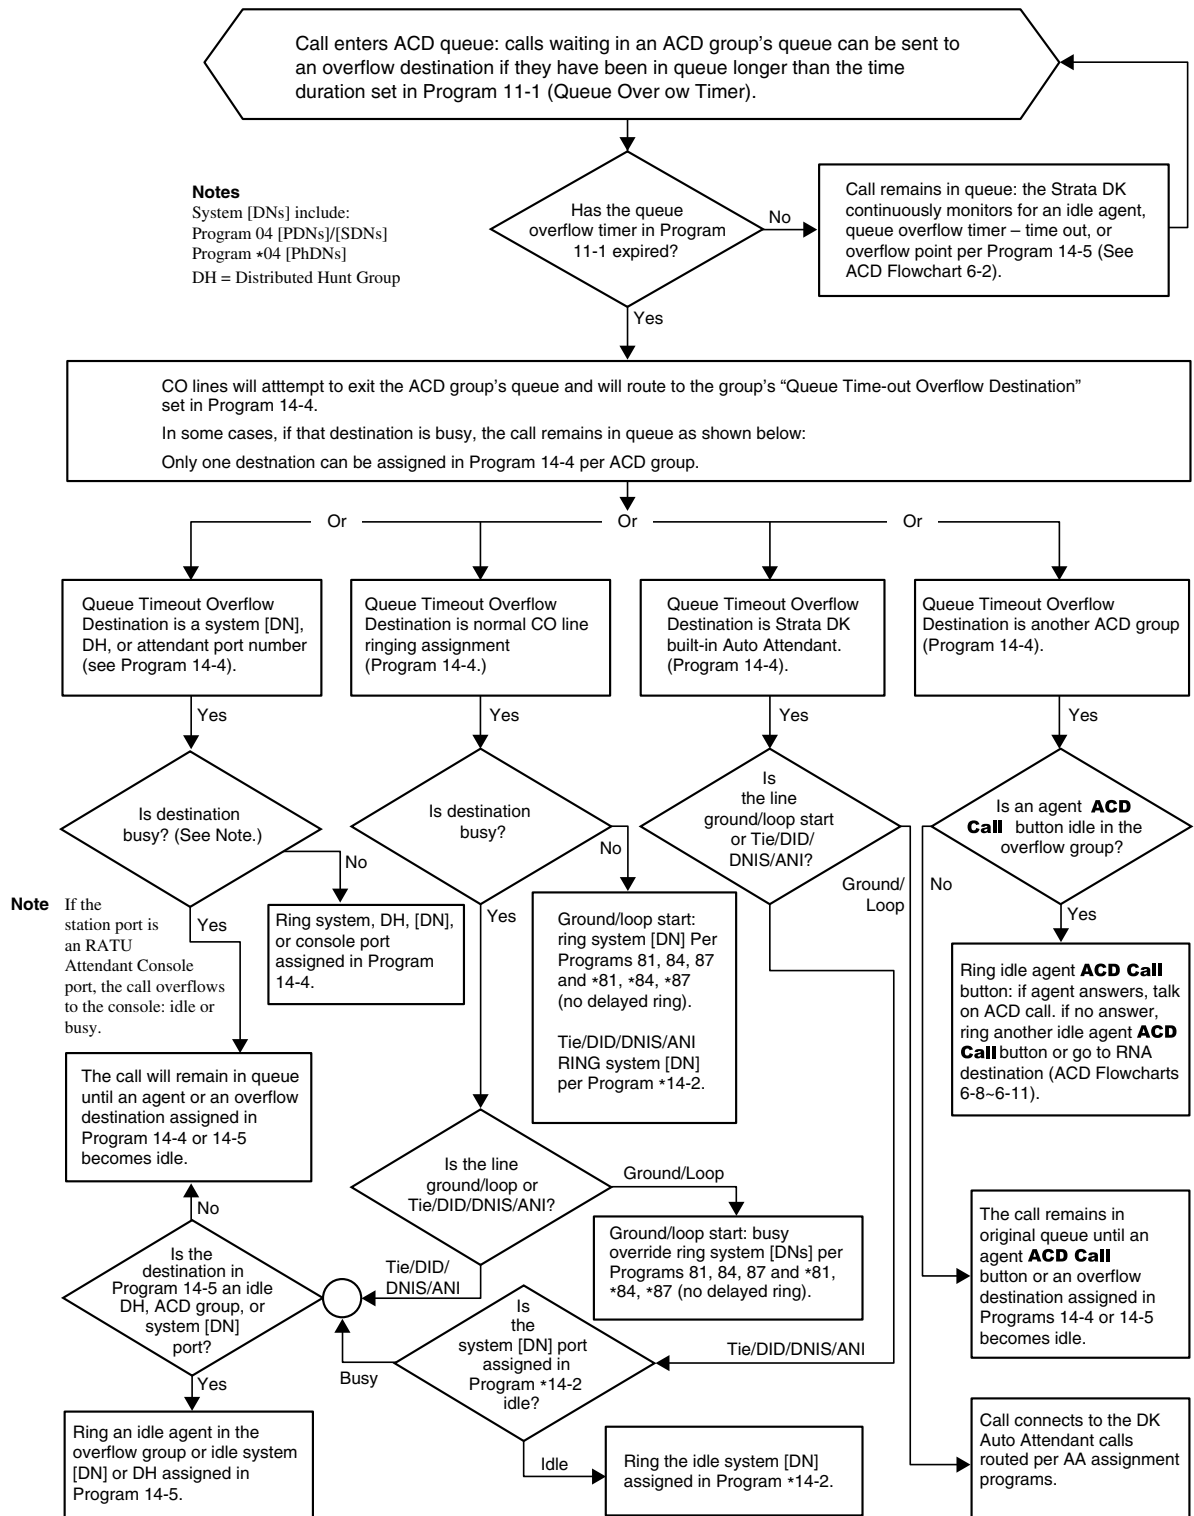 Call enters ACD queue: calls waiting in an ACD group’s queue can be sent to
an overflow destination if they have been in queue longer than the time
duration set in Program 11-1 (Queue Over ow Timer).
Notes
System [DNs] include:
Program 04 [PDNs]/[SDNs]
Program *04 [PhDNs]
DH = Distributed Hunt Group
Has the queue
overflow timer in Program
11-1 expired?
No
Call remains in queue: the Strata DK
continuously monitors for an idle agent,
queue overflow timer – time out, or
overflow point per Program 14-5 (See
ACD Flowchart 6-2).
Yes
CO lines will atttempt to exit the ACD group’s queue and will route to the group’s “Queue Time-out Overflow Destination”
set in Program 14-4.
In some cases, if that destination is busy, the call remains in queue as shown below:
Only one destnation can be assigned in Program 14-4 per ACD group.
Or
Or
Or
Queue Timeout Overflow
Destination is a system [DN],
DH, or attendant port number
(see Program 14-4).
Queue Timeout Overflow
Destination is normal CO line
ringing assignment
(Program 14-4.)
Queue Timeout Overflow
Destination is Strata DK
built-in Auto Attendant.
(Program 14-4).
Queue Timeout Overflow
Destination is another ACD group
(Program 14-4).
Yes
Yes
Yes
Is destination
busy? (See Note.)
Is destination
busy?
Is
the line
ground/loop start
or Tie/DID/
DNIS/ANI?
Is an agent ACD
Call button idle in the
overflow group?
No
No
Ground/
Loop
No
Note If the
station port is
an RATU
Attendant Console
port, the call overflows
to the console: idle or
busy.
Yes
Yes
Yes
Ring system, DH, [DN],
or console port
assigned in Program
14-4.
Ground/loop start:
ring system [DN] Per
Programs 81, 84, 87
and *81, *84, *87
(no delayed ring).
Tie/DID/DNIS/ANI
RING system [DN]
per Program *14-2.
Ring idle agent ACD Call
button: if agent answers, talk
on ACD call. if no answer,
ring another idle agent ACD
Call button or go to RNA
destination (ACD Flowcharts
6-8~6-11).
The call will remain in queue
until an agent or an overflow
destination assigned in
Program 14-4 or 14-5
becomes idle.
Is the line
ground/loop or
Tie/DID/DNIS/ANI?
Ground/Loop
Ground/loop start: busy
override ring system [DNs] per
Programs 81, 84, 87 and *81,
*84, *87 (no delayed ring).
The call remains in
original queue until an
agent ACD Call
button or an overflow
destination assigned in
Programs 14-4 or 14-5
becomes idle.
No
Is the
destination in
Program 14-5 an idle
DH, ACD group, or
system [DN]
port?
Tie/DID/
DNIS/ANI
Is
the
system [DN] port
assigned in
Program *14-2
idle?
Tie/DID/DNIS/ANI
Busy
Yes
Idle
Ring an idle agent in the
overflow group or idle system
[DN] or DH assigned in
Program 14-5.
Ring the idle system [DN]
assigned in Program *14-2.
Call connects to the DK
Auto Attendant calls
routed per AA assignment
programs.